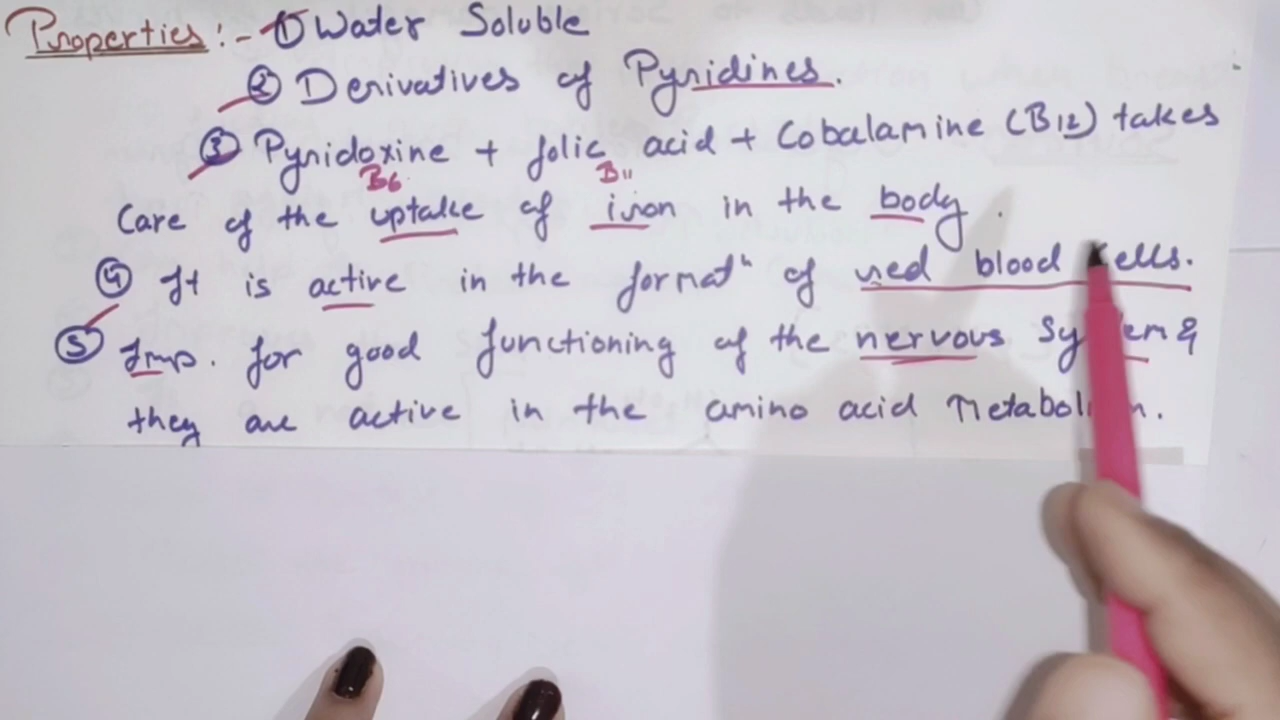 Properties :- ① Water Soluble
② Derivatives of Pyridines.
③ Pyridoxine + folic acid + Cobalamine (B12) takes
B6 B11
Care of the uptake of iron in the body.
④ It is active in the formatⁿ of red blood cells.
⑤ Imp. for good functioning of the nervous System &
they are active in the amino acid Metabolism.